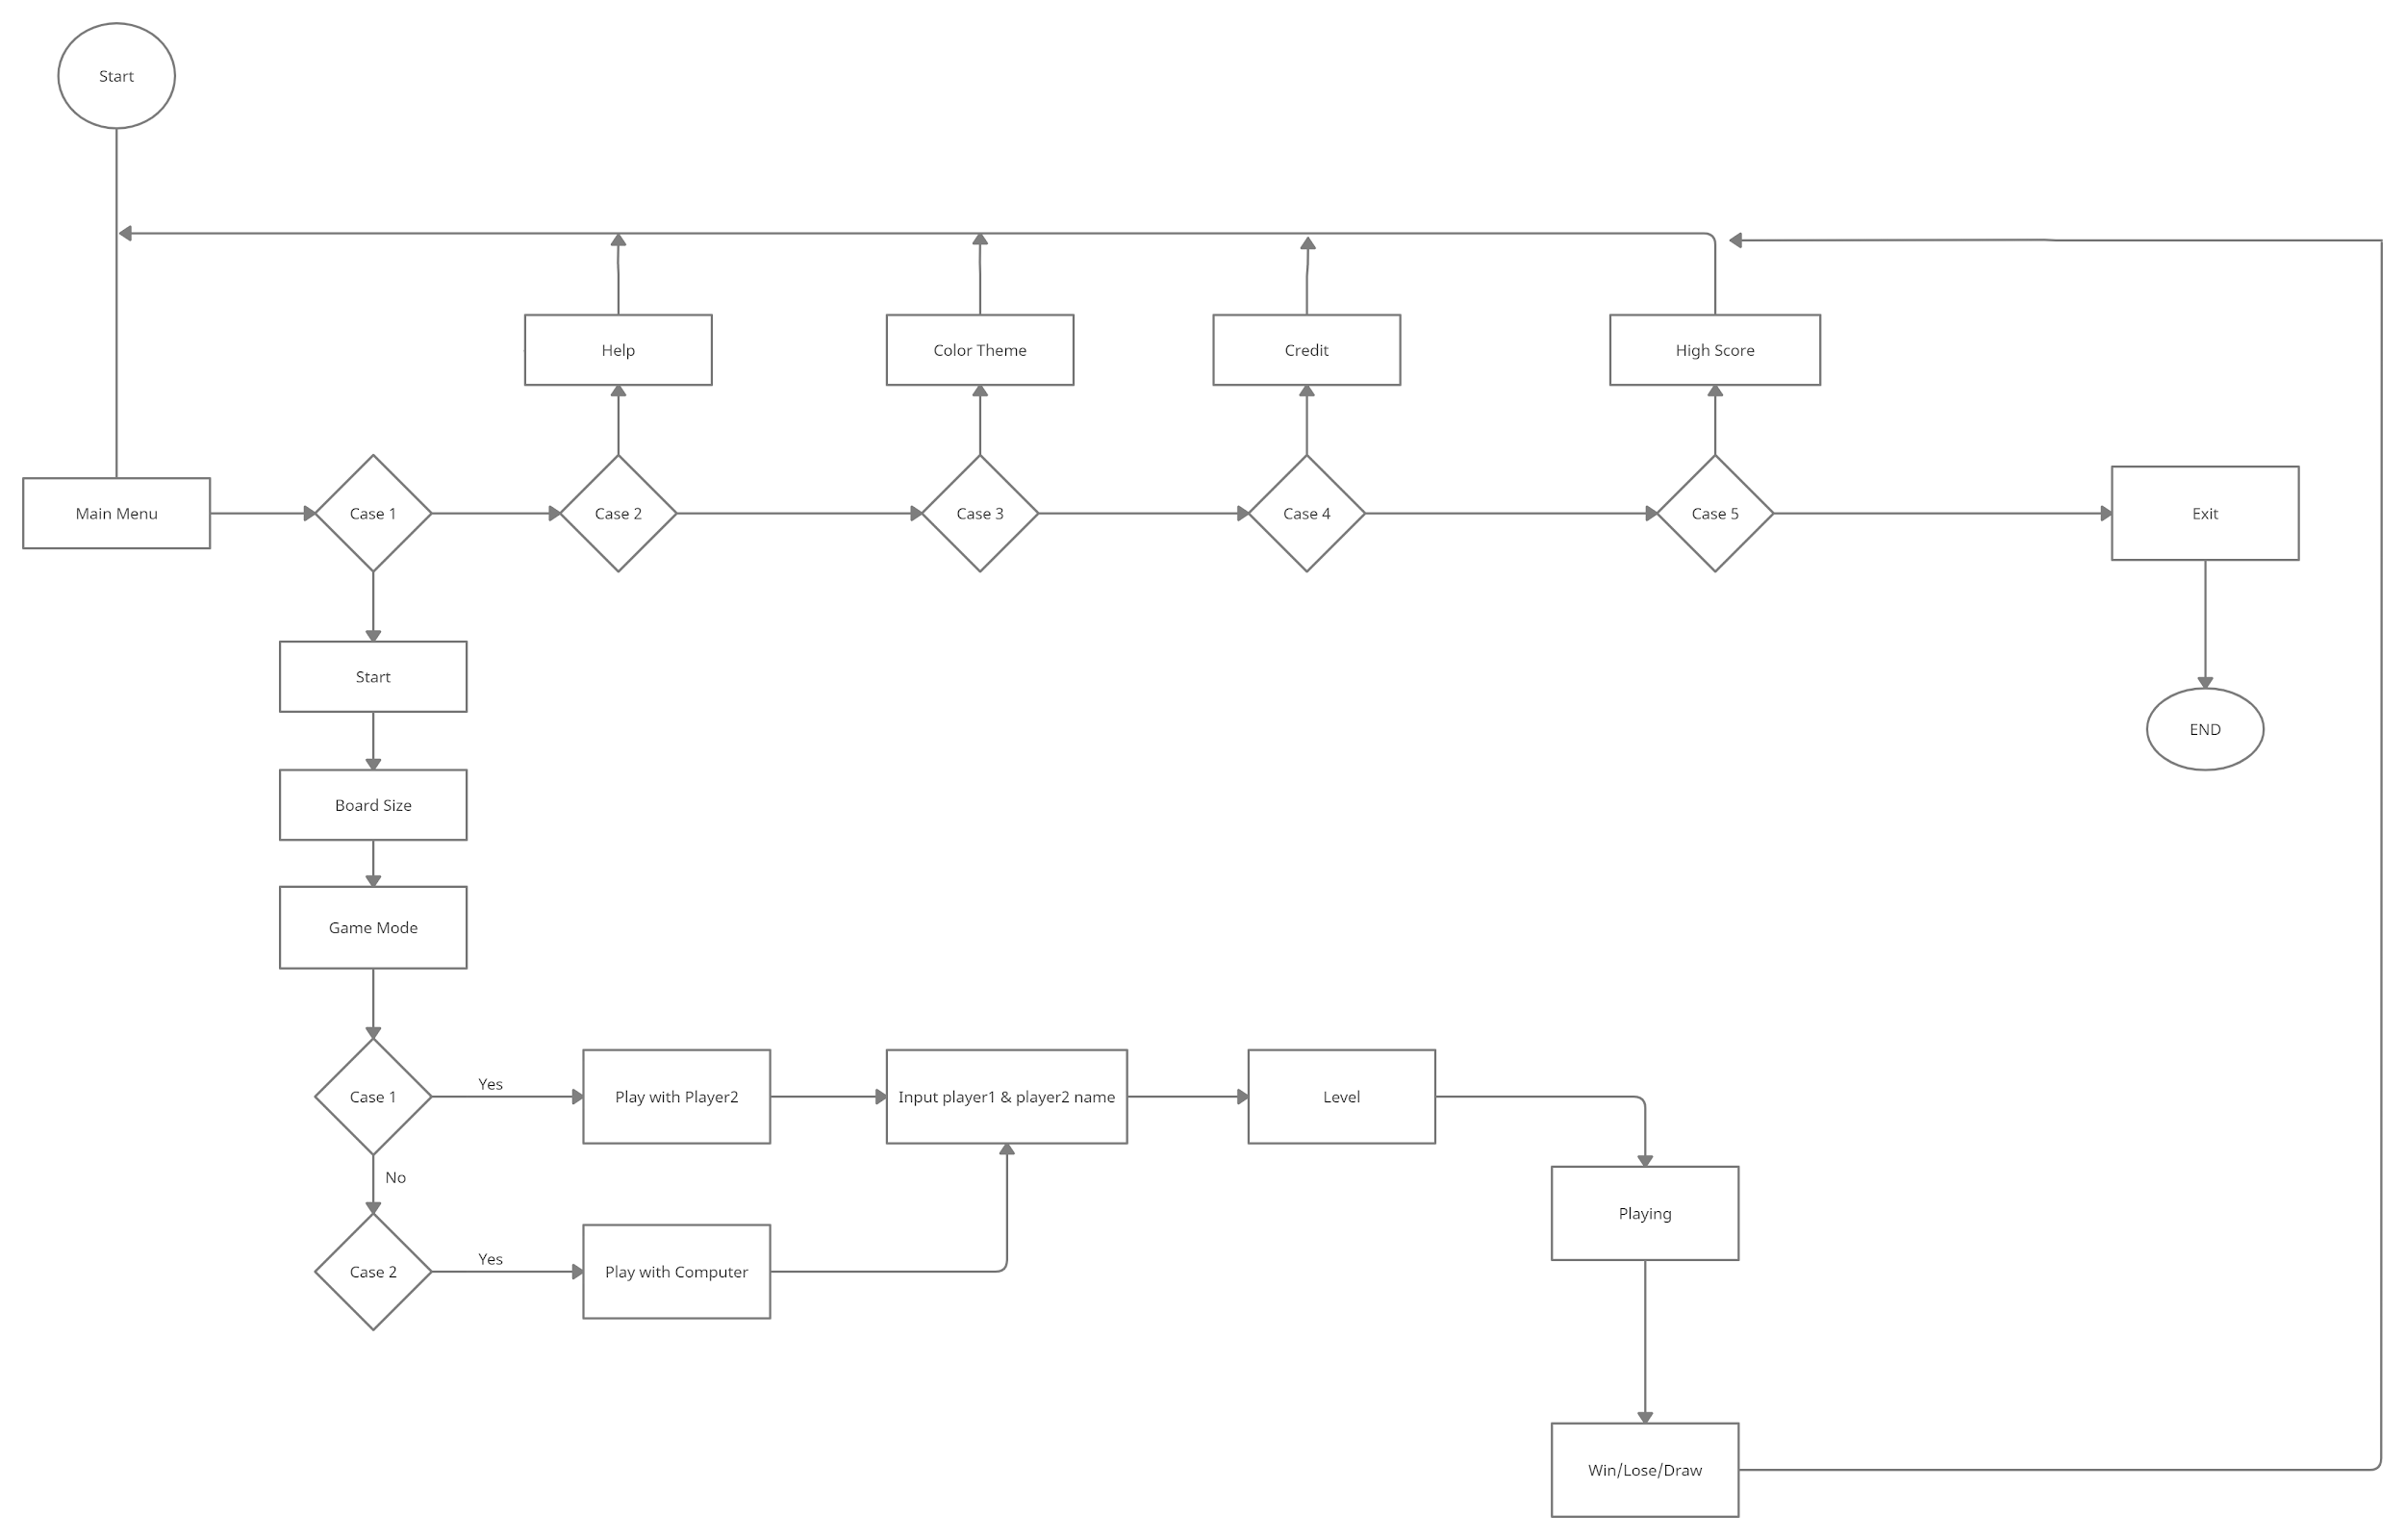 Start
Help
Color Theme
Credit
High Score
Main Menu
Case 1
Case 2
Case 3
Case 4
Case 5
Exit
Start
END
Board Size
Game Mode
Case 1
Yes
Play with Player2
Input player1 & player2 name
Level
No
Playing
Case 2
Yes
Play with Computer
Win/Lose/Draw